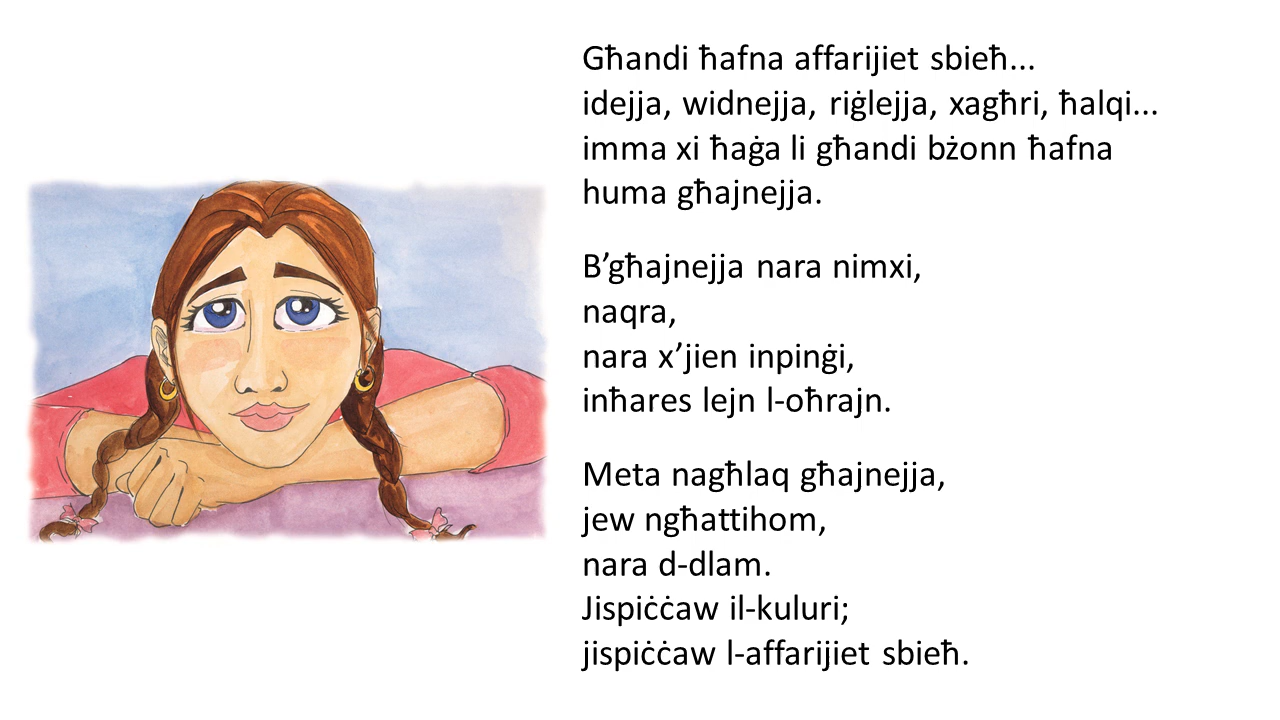 Għandi ħafna affarijiet sbieħ...
idejja, widnejja, riġlejja, xagħri, ħalqi...
imma xi ħaġa li għandi bżonn ħafna
huma għajnejja.
B’għajnejja nara nimxi,
naqra,
nara x’jien inpinġi,
inħares lejn l-oħrajn.
Meta nagħlaq għajnejja,
jew ngħattihom,
nara d-dlam.
Jispiċċaw il-kuluri;
jispiċċaw l-affarijiet sbieħ.